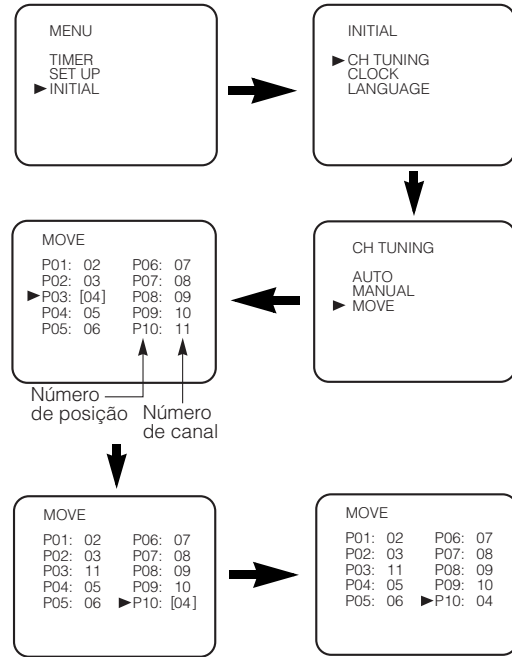 MENU
TIMER
SET UP
►INITIAL
INITIAL
►CH TUNING
CLOCK
LANGUAGE
CH TUNING
AUTO
MANUAL
► MOVE
MOVE
P01: 02 P06: 07
P02: 03 P07: 08
►P03: [04] P08: 09
P04: 05 P09: 10
P05: 06 P10: 11
Número
de posição
Número
de canal
MOVE
P01: 02 P06: 07
P02: 03 P07: 08
P03: 11 P08: 09
P04: 05 P09: 10
P05: 06 ►P10: [04]
MOVE
P01: 02 P06: 07
P02: 03 P07: 08
P03: 11 P08: 09
P04: 05 P09: 10
P05: 06 ►P10: 04